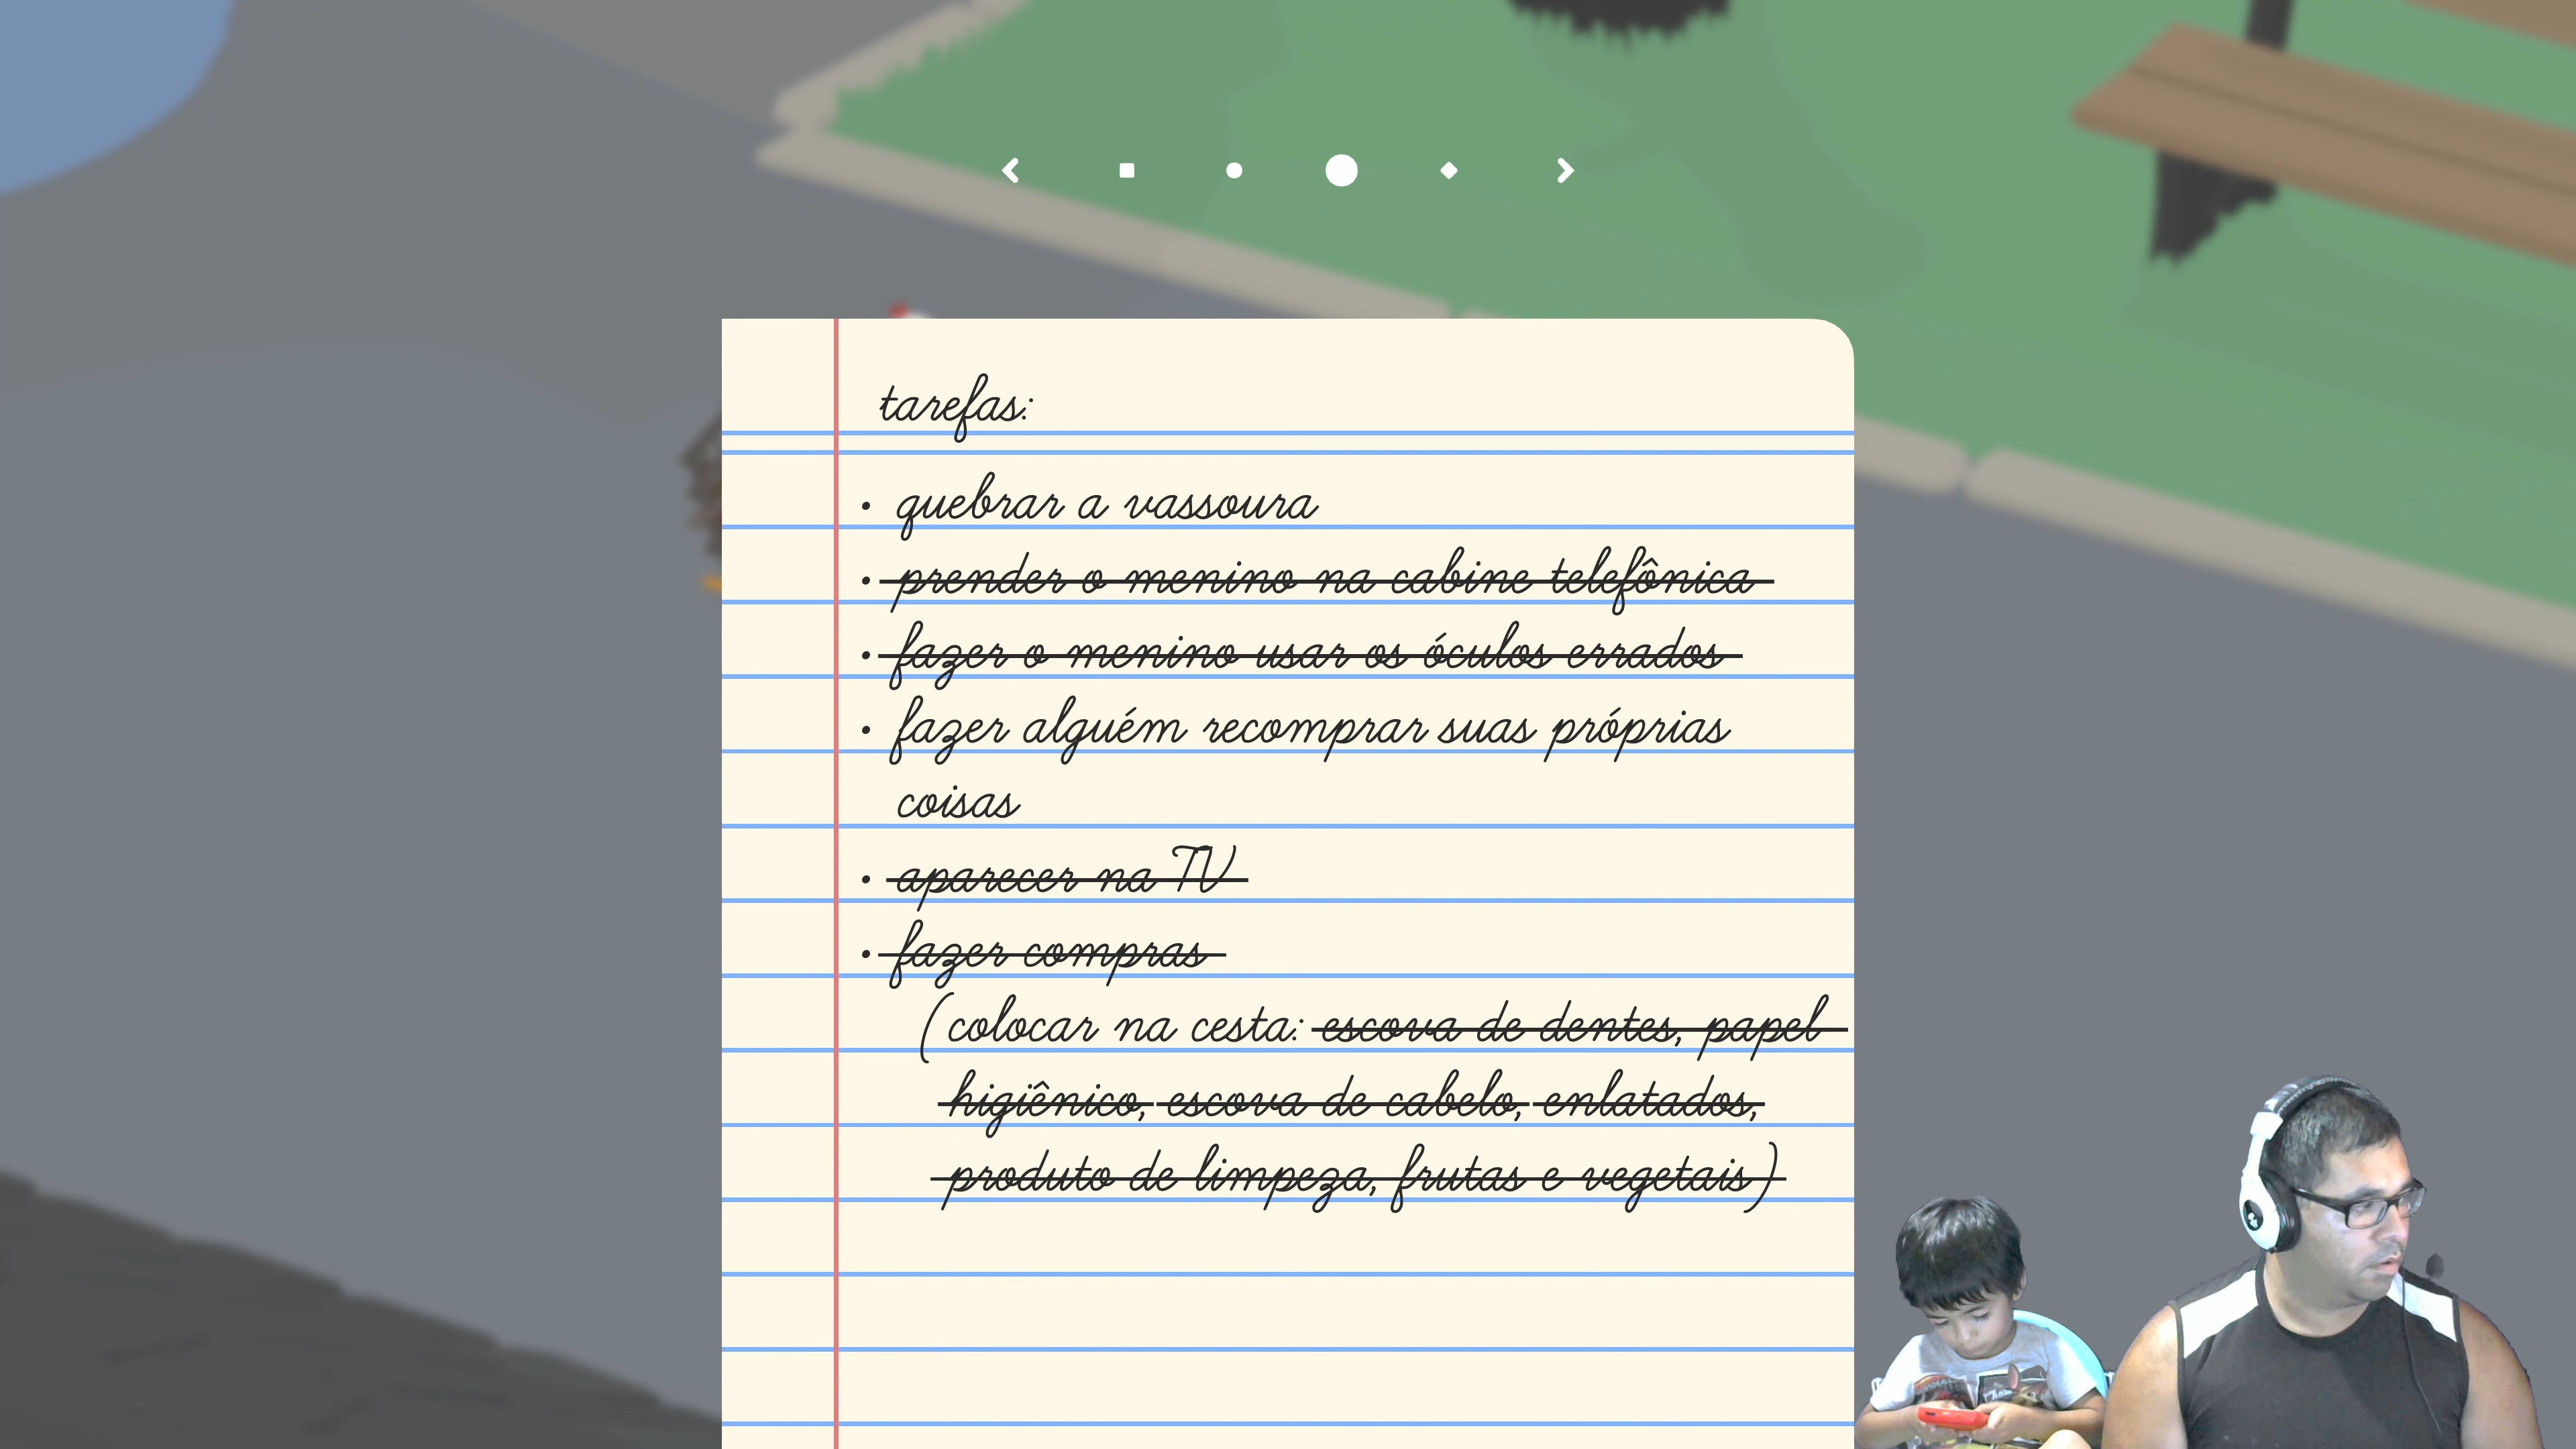 tarefas:
• quebrar a vassoura
• prender o menino na cabine telefônica
• fazer o menino usar os óculos errados
• fazer alguém recomprar suas próprias
coisas
• aparecer na TV
• fazer compras
(colocar na cesta: escova de dentes, papel
higiênico, escova de cabelo, enlatados,
produto de limpeza, frutas e vegetais)